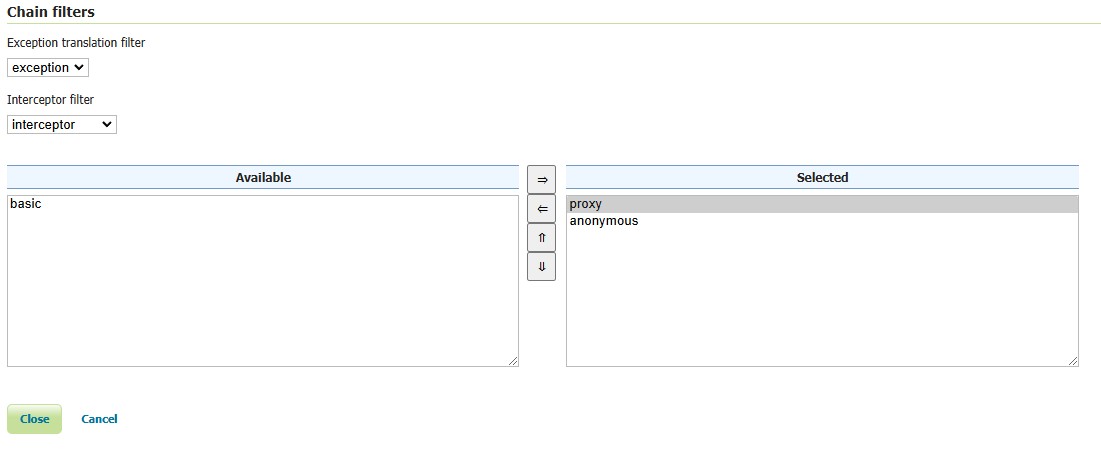 Chain filters
Exception translation filter
exception
Interceptor filter
interceptor
Available
Selected
basic
proxy
anonymous
⇒
⇐
⇑
⇓
Close
Cancel